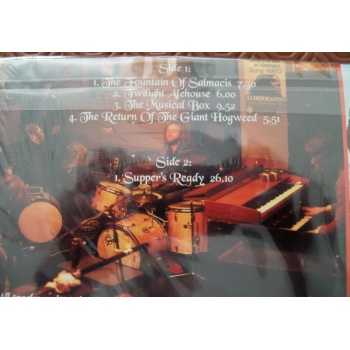 Side 1:
1. The Fountain Of Salmacis 7.50
2. Twilight Alehouse 6.00
3. The Musical Box 9.52
4. The Return Of The Giant Hogweed 5.51
Side 2:
1. Supper's Ready 26.10